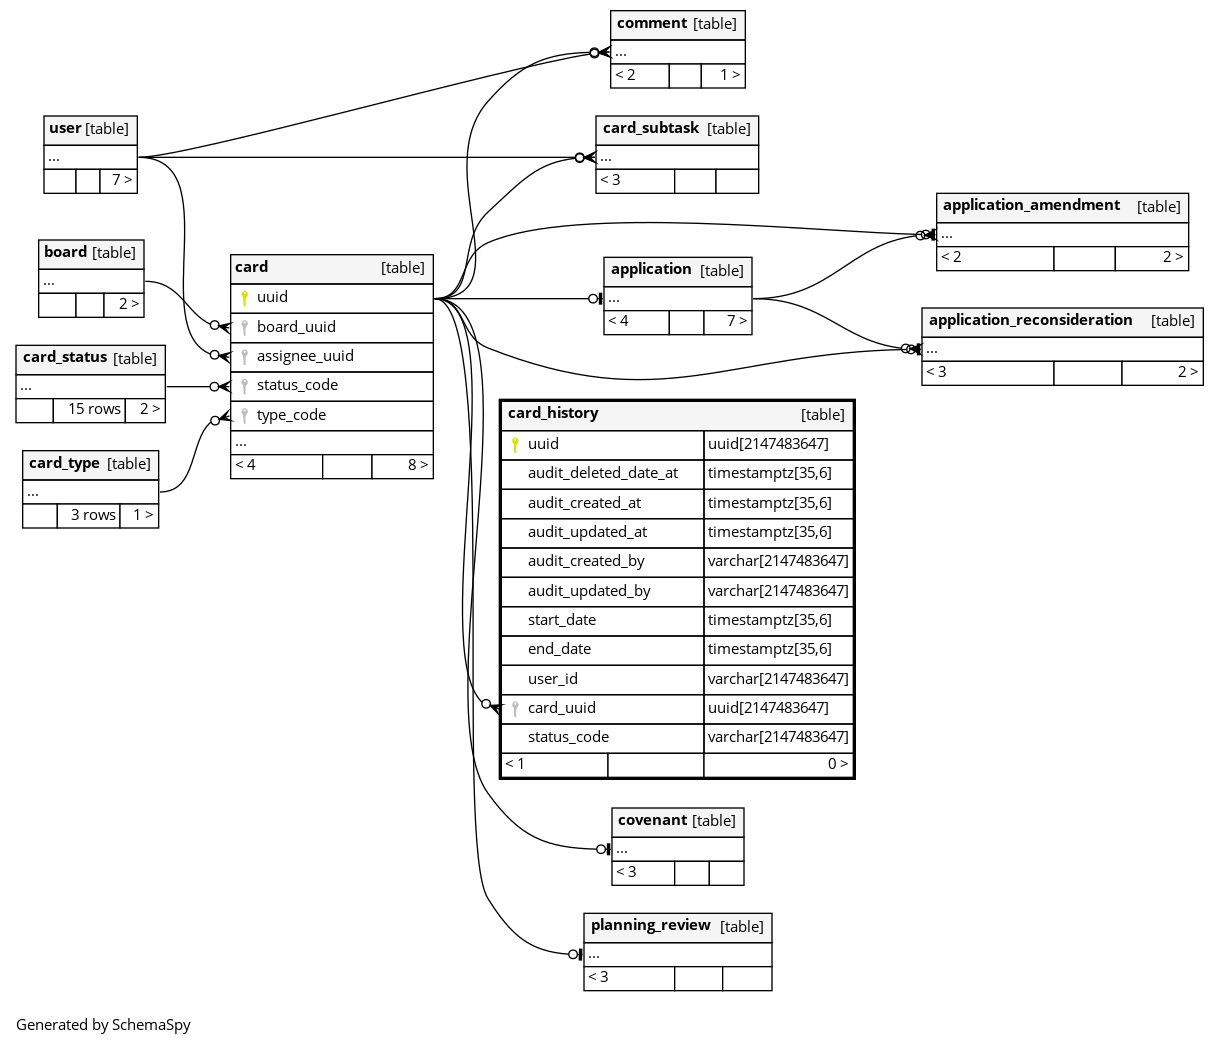 comment [table]
...
< 2 1 >
user [table]
...
7 >
card_subtask [table]
...
< 3
application_amendment [table]
...
< 2 2 >
board [table]
...
2 >
card [table]
uuid
board_uuid
assignee_uuid
status_code
type_code
...
< 4 8 >
application [table]
...
< 4 7 >
application_reconsideration [table]
...
< 3 2 >
card_status [table]
...
15 rows 2 >
card_type [table]
...
3 rows 1 >
card_history [table]
uuid uuid[2147483647]
audit_deleted_date_at timestamptz[35,6]
audit_created_at timestamptz[35,6]
audit_updated_at timestamptz[35,6]
audit_created_by varchar[2147483647]
audit_updated_by varchar[2147483647]
start_date timestamptz[35,6]
end_date timestamptz[35,6]
user_id varchar[2147483647]
card_uuid uuid[2147483647]
status_code varchar[2147483647]
< 1 0 >
covenant [table]
...
< 3
planning_review [table]
...
< 3
Generated by SchemaSpy